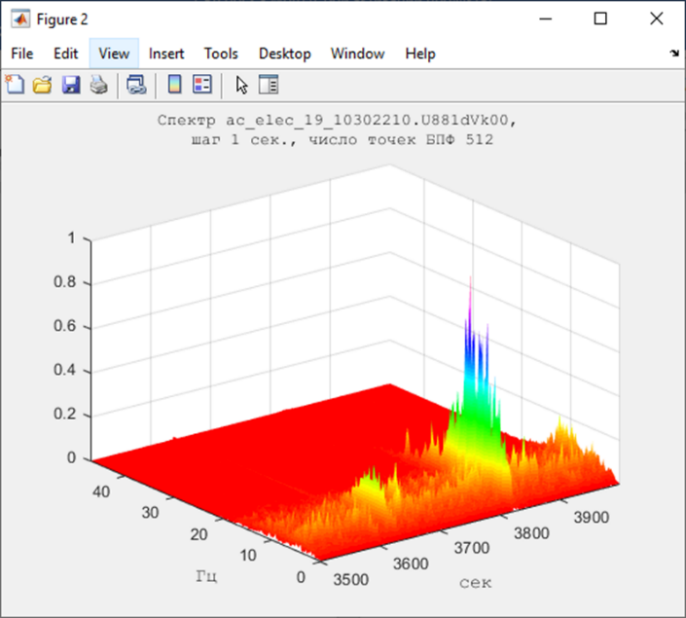 Figure 2
File Edit View Insert Tools Desktop Window Help
Спектр ac_elec_19_10302210.U881dVk00,
шаг 1 сек., число точек БПФ 512
1
0.8
0.6
0.4
0.2
0
40
30
20
10
0
Гц
3500
3600
3700
3800
3900
сек